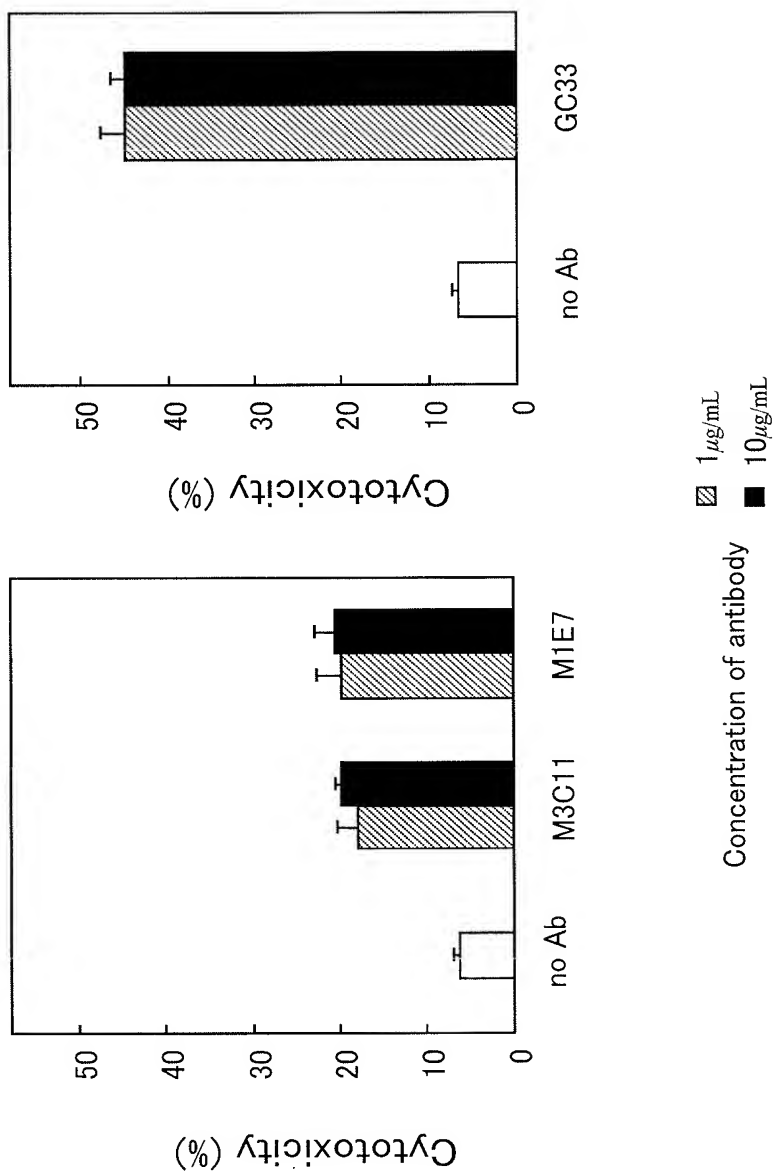 Cytotoxicity (%)
50
40
30
20
10
0
no Ab
M3C11
M1E7
Cytotoxicity (%)
50
40
30
20
10
0
no Ab
GC33
Concentration of antibody
1μg/mL
10μg/mL